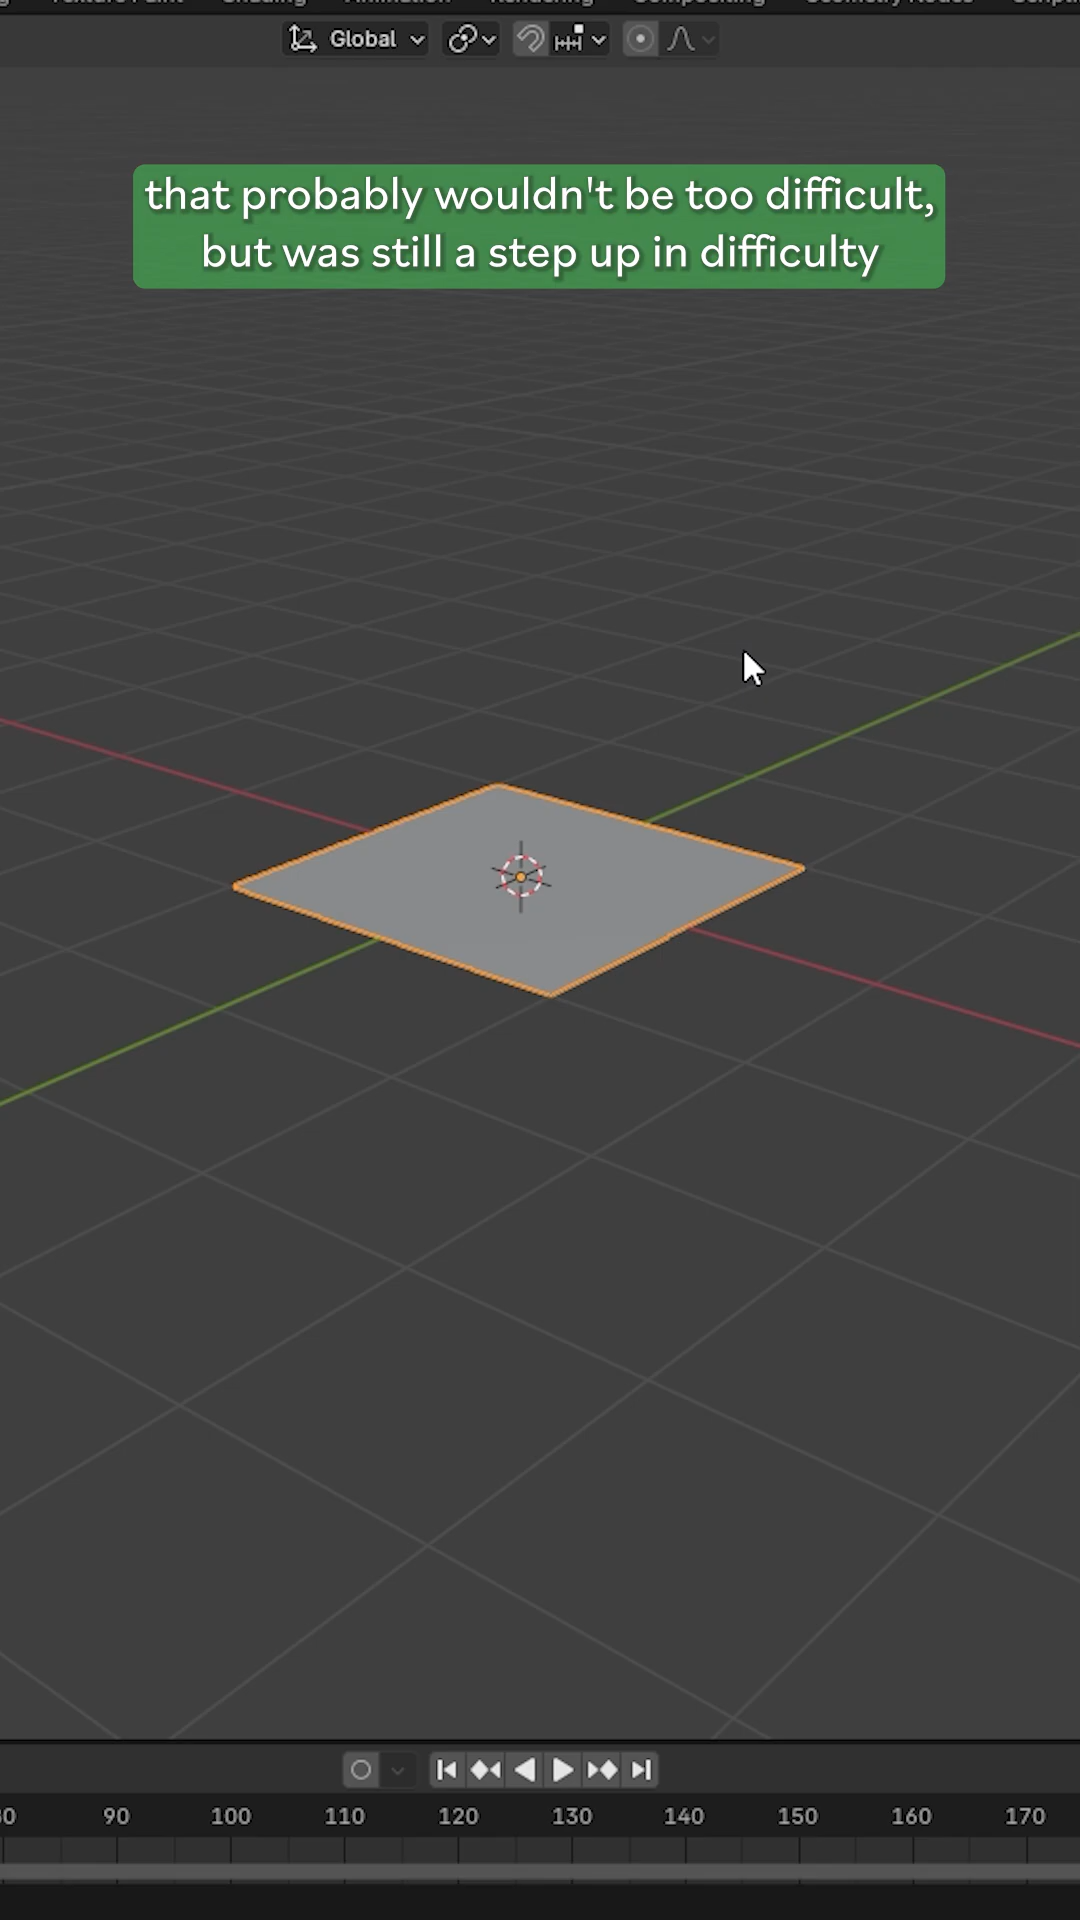 Global
that probably wouldn't be too difficult,
but was still a step up in difficulty
90 100 110 120 130 140 150 160 170